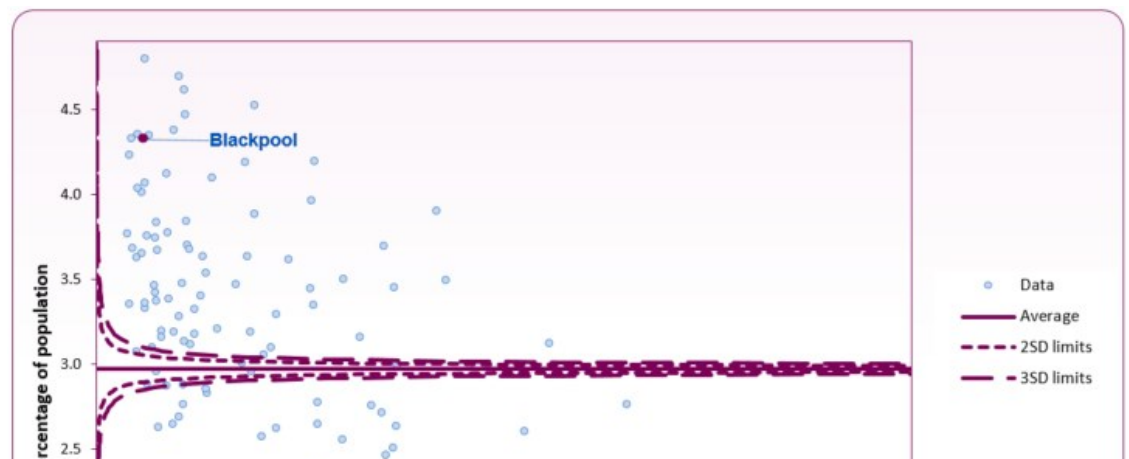 4.5
Blackpool
4.0
3.5
Data
Average
3.0
2SD limits
3SD limits
2.5
of population